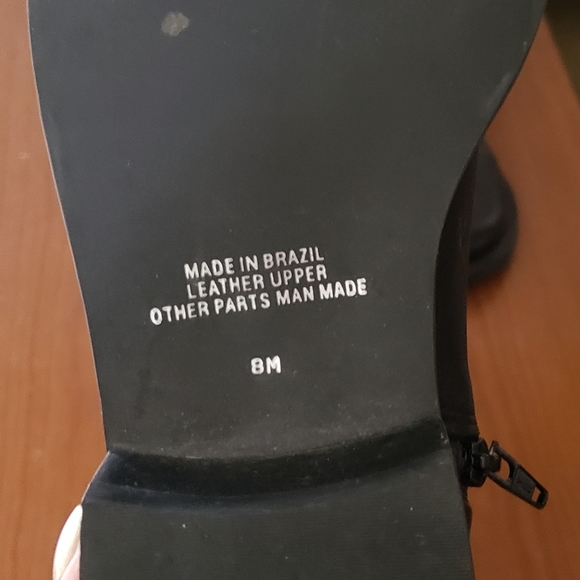 MADE IN BRAZIL
LEATHER UPPER
OTHER PARTS MAN MADE
8M